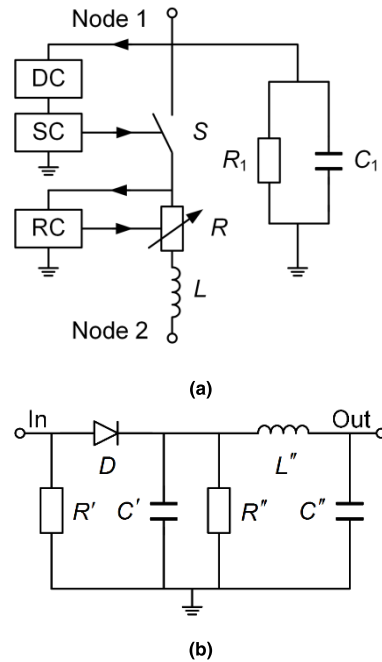 Node 1
DC
SC
S
R1
C1
RC
R
L
Node 2
(a)
In
Out
D
L″
R′
C′
R″
C″
(b)